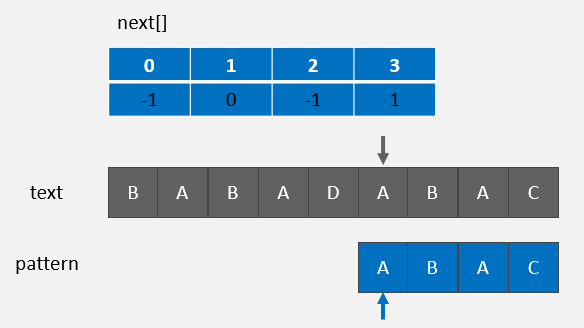 next[]
0 1 2 3
-1 0 -1 1
text B A B A D A B A C
pattern A B A C